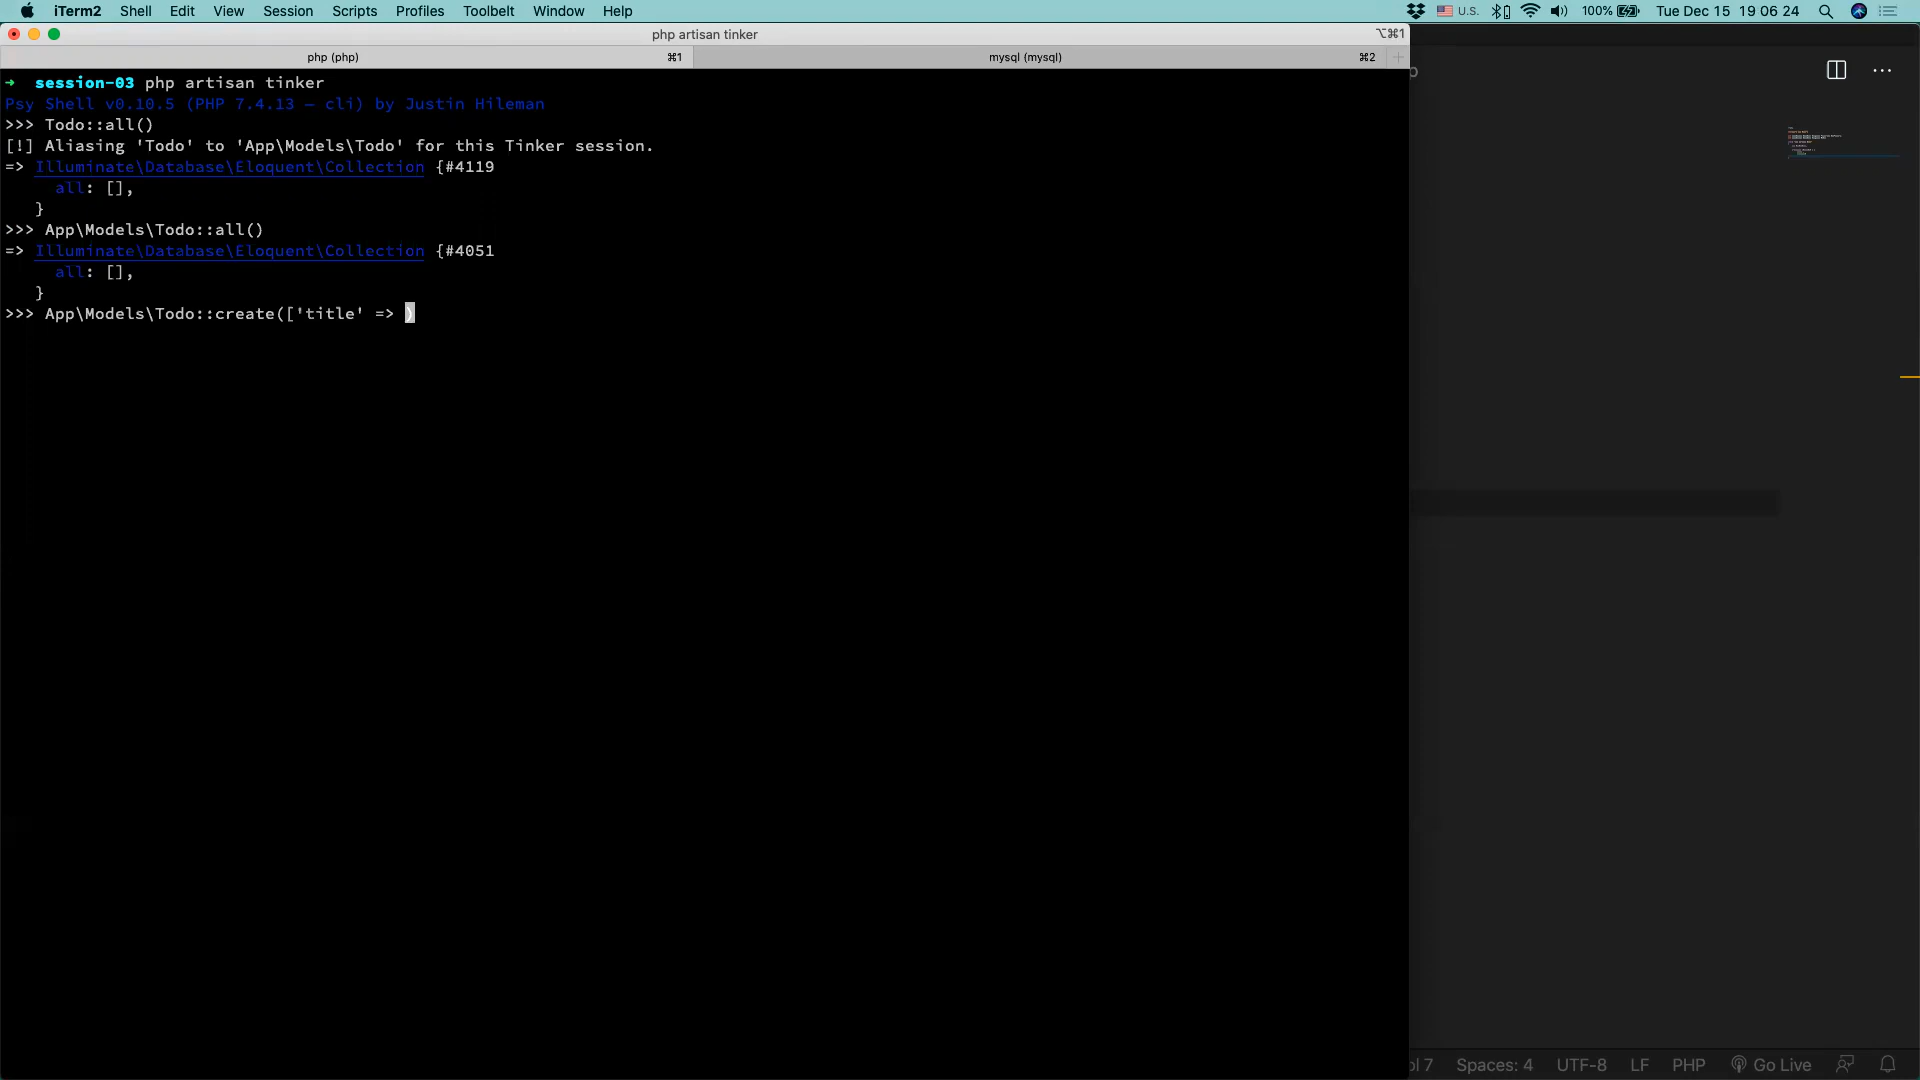 iTerm2 Shell Edit View Session Scripts Profiles Toolbelt Window Help U.S. 100% Tue Dec 15 19 06 24
php artisan tinker ⌥⌘1
php (php) ⌘1 mysql (mysql) ⌘2 +
→ session-03 php artisan tinker
Psy Shell v0.10.5 (PHP 7.4.13 — cli) by Justin Hileman
>>> Todo::all()
[!] Aliasing 'Todo' to 'App\Models\Todo' for this Tinker session.
=> Illuminate\Database\Eloquent\Collection {#4119
all: [],
}
>>> App\Models\Todo::all()
=> Illuminate\Database\Eloquent\Collection {#4051
all: [],
}
>>> App\Models\Todo::create(['title' => )
Spaces: 4 UTF-8 LF PHP Go Live